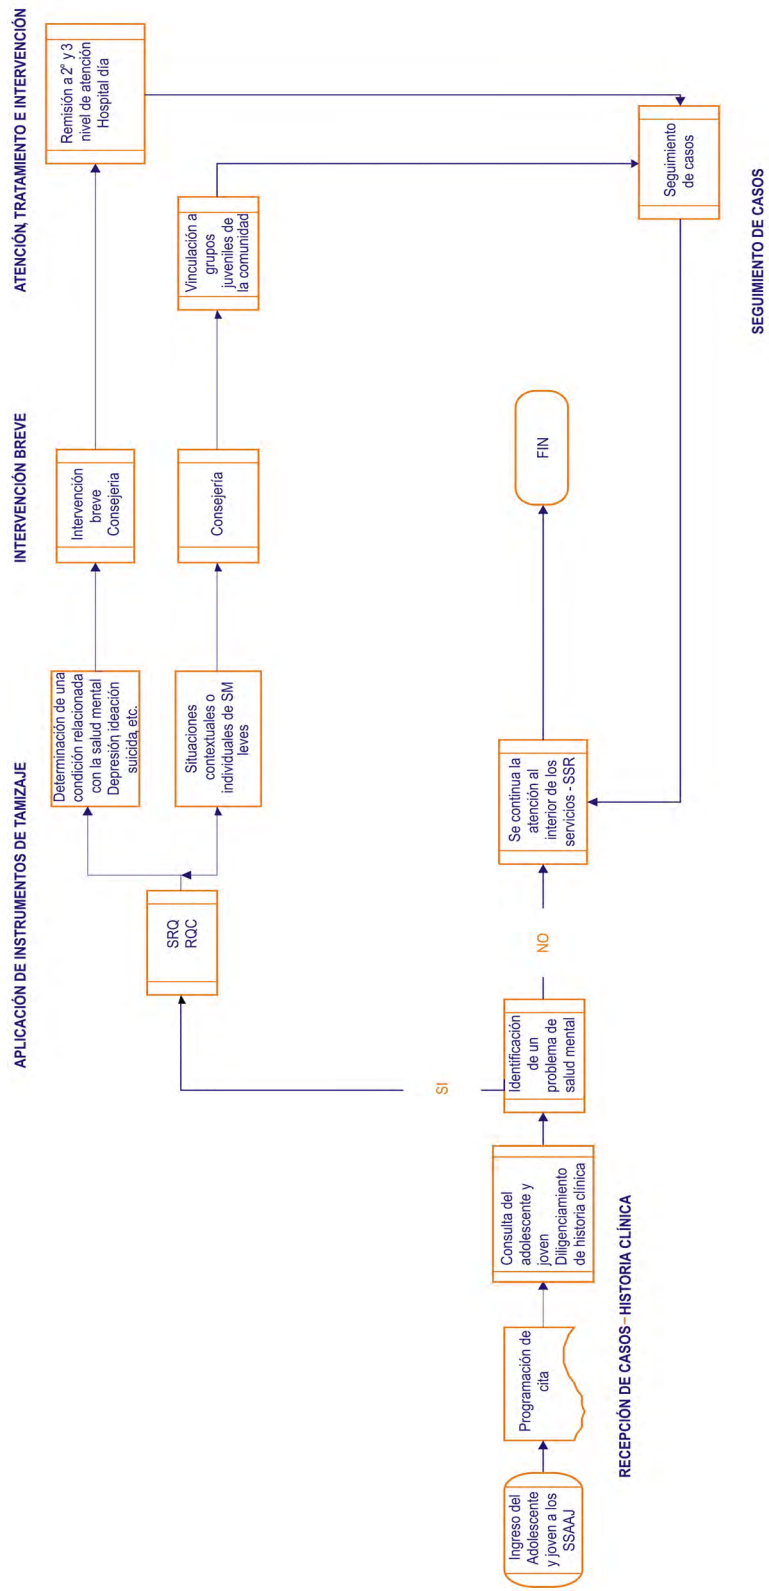 APLICACIÓN DE INSTRUMENTOS DE TAMIZAJE
INTERVENCIÓN BREVE
ATENCIÓN, TRATAMIENTO E INTERVENCIÓN
Determinación de una
condición relacionada
con la salud mental
Depresión ideación
suicida, etc.
Intervención
breve
Consejeria
Remisión a 2° y 3
nivel de atención
Hospital día
SRQ
RQC
Situaciones
contextuales o
individuales de SM
leves
Consejería
Vinculación a
grupos
juveniles de
la comunidad
SI
Ingreso del
Adolescente
y joven a los
SSAAJ
Programación de
cita
Consulta del
adolescente y
joven
Diligenciamiento
de historia clínica
Identificación
de un
problema de
salud mental
NO
Se continua la
atención al
interior de los
servicios - SSR
FIN
Seguimiento
de casos
RECEPCIÓN DE CASOS–HISTORIA CLÍNICA
SEGUIMIENTO DE CASOS